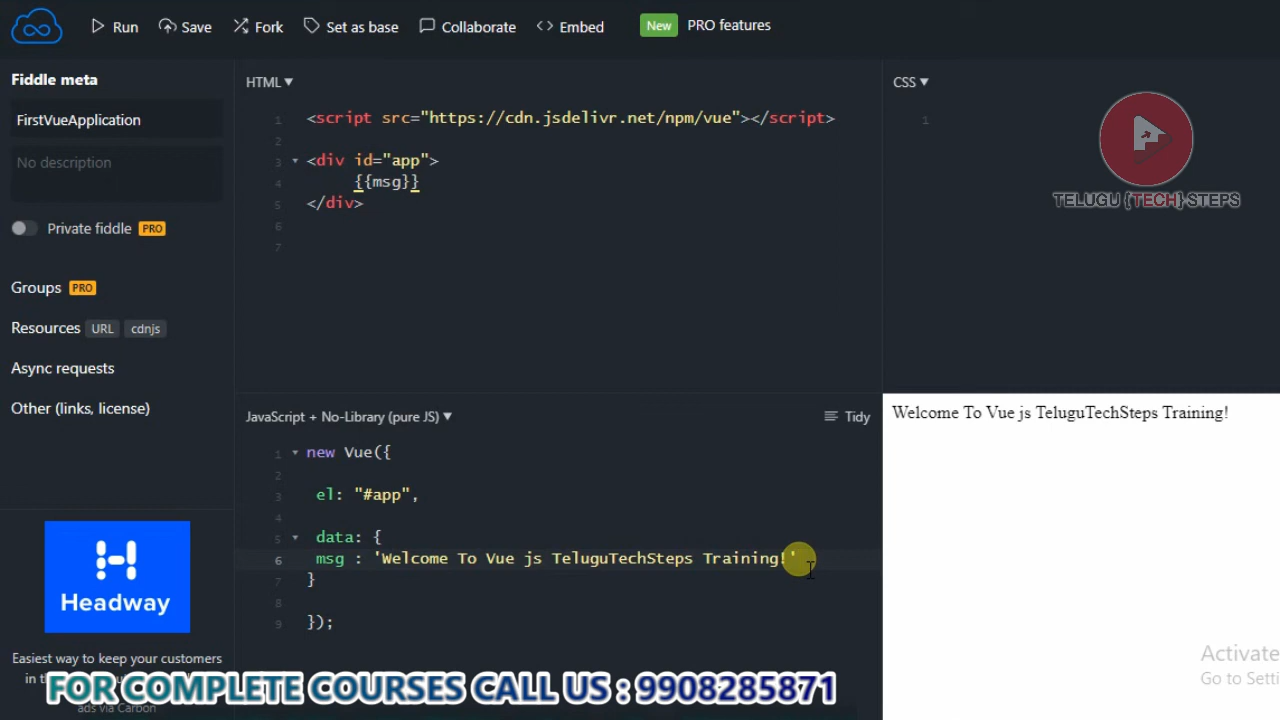 Run Save Fork Set as base Collaborate Embed New PRO features
Fiddle meta
FirstVueApplication
No description
Private fiddle PRO
Groups PRO
Resources URL cdnjs
Async requests
Other (links, license)
Headway
Easiest way to keep your customers
in the
ads via Carbon
HTML
1 <script src="https://cdn.jsdelivr.net/npm/vue"></script>
2
3 <div id="app">
4 {{msg}}
5 </div>
6
7
CSS
1
TELUGU {TECH} STEPS
JavaScript + No-Library (pure JS) Tidy
1 new Vue({
2
3 el: "#app",
4
5 data: {
6 msg : 'Welcome To Vue js TeluguTechSteps Training!'
7 }
8
9 });
Welcome To Vue js TeluguTechSteps Training!
Activate
Go to Setti
FOR COMPLETE COURSES CALL US : 9908285871